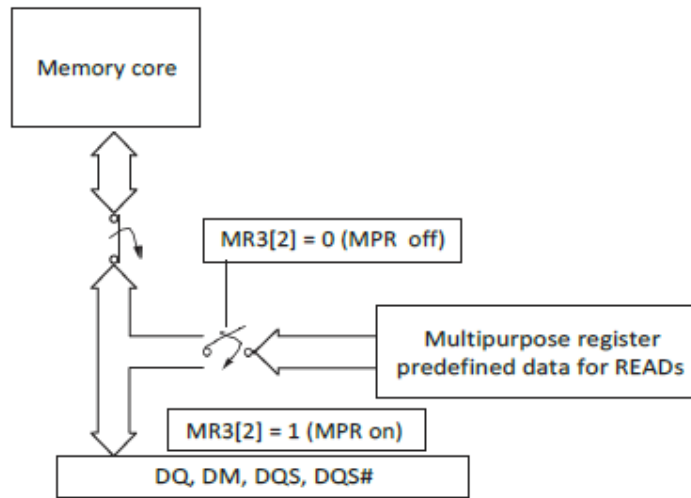 Memory core
MR3[2] = 0 (MPR off)
Multipurpose register
predefined data for READs
MR3[2] = 1 (MPR on)
DQ, DM, DQS, DQS#